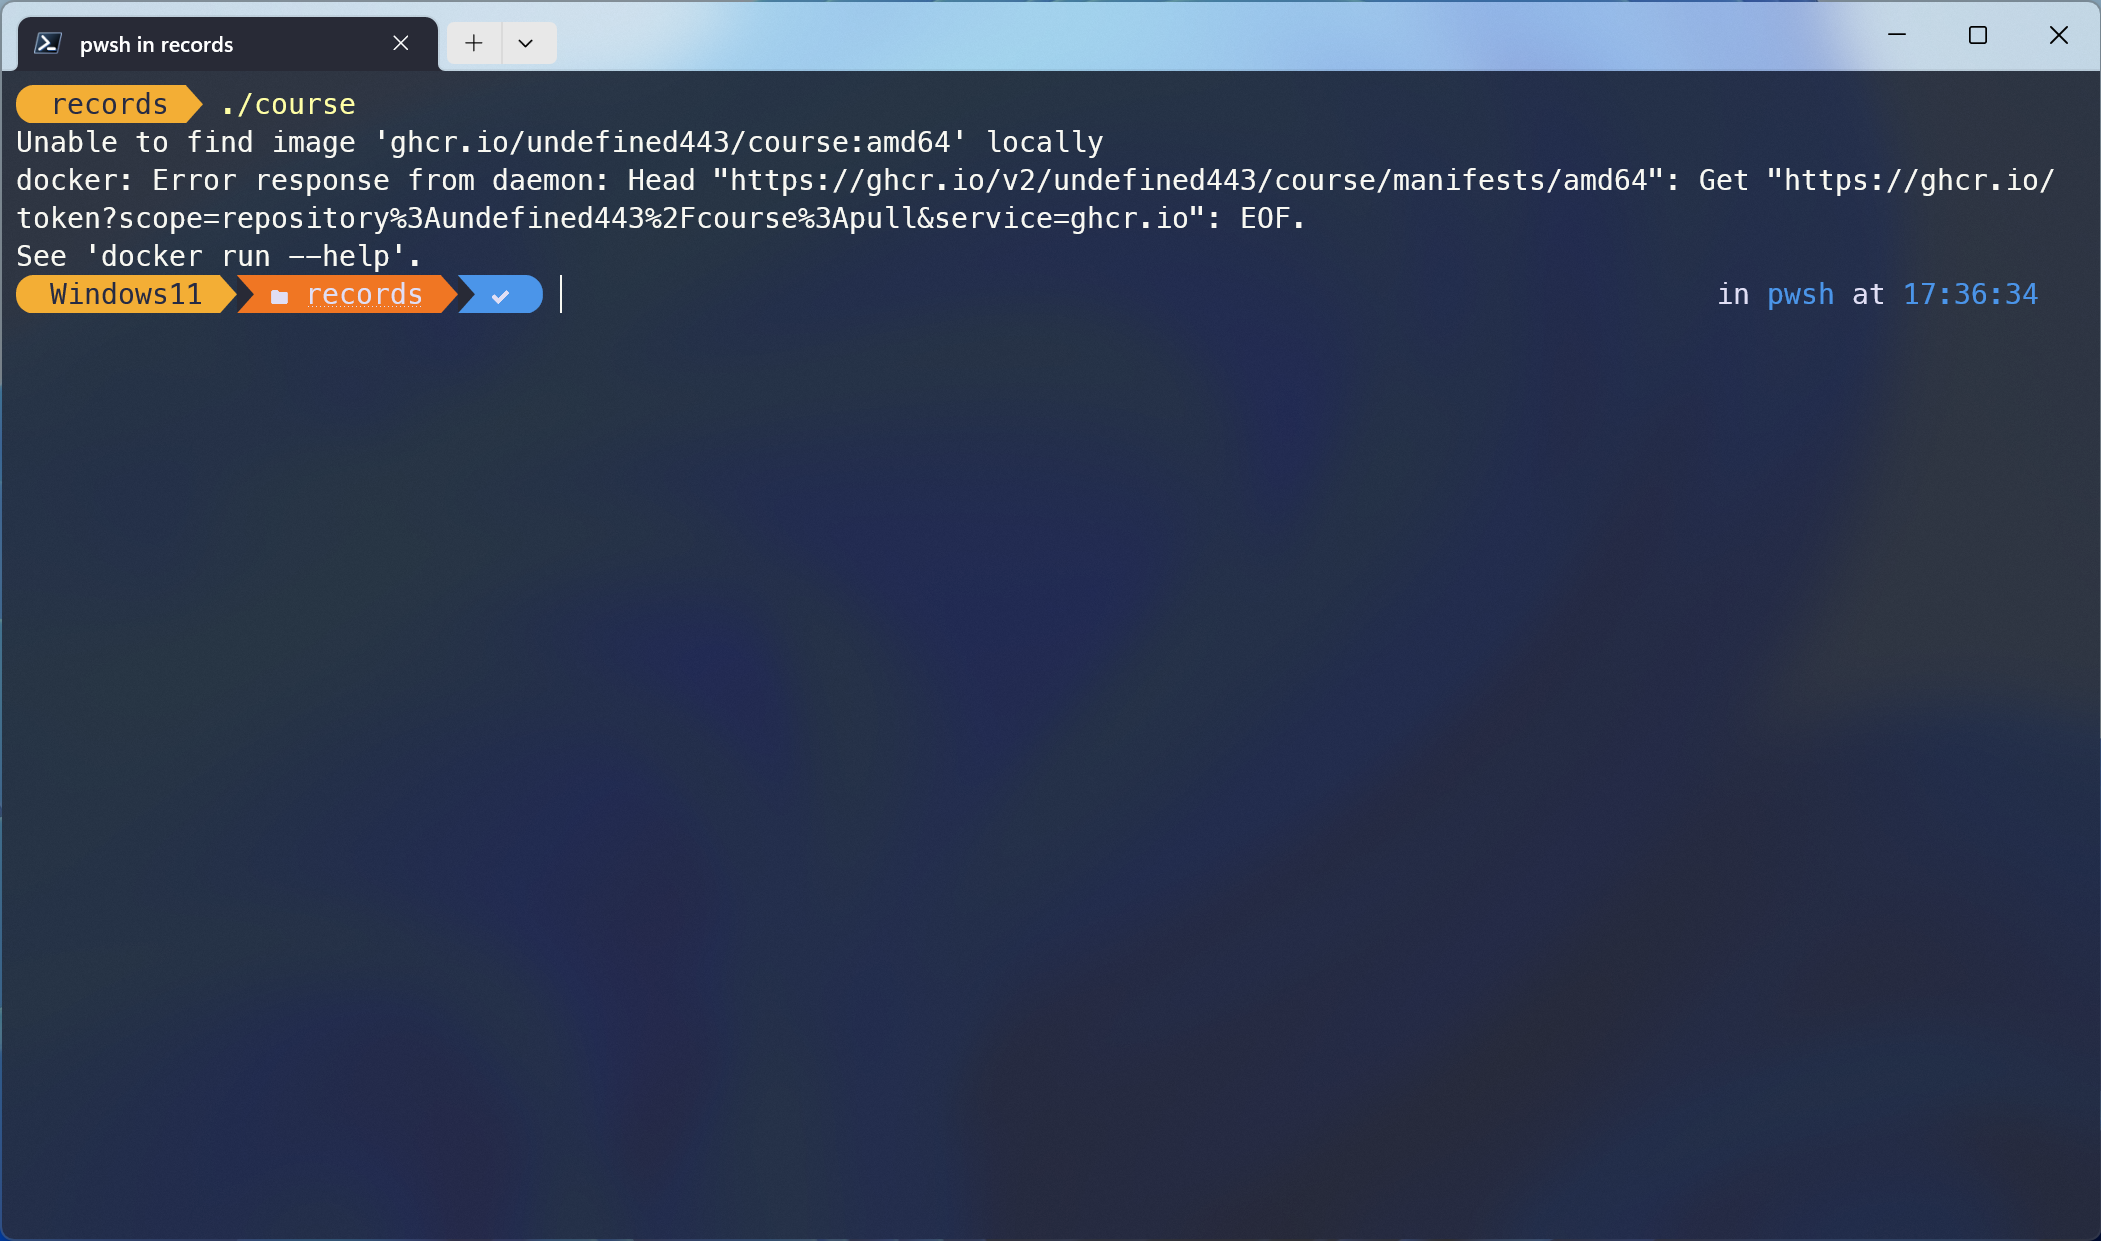 pwsh in records
records ./course
Unable to find image 'ghcr.io/undefined443/course:amd64' locally
docker: Error response from daemon: Head "https://ghcr.io/v2/undefined443/course/manifests/amd64": Get "https://ghcr.io/
token?scope=repository%3Aundefined443%2Fcourse%3Apull&service=ghcr.io": EOF.
See 'docker run --help'.
Windows11 records ✔ in pwsh at 17:36:34